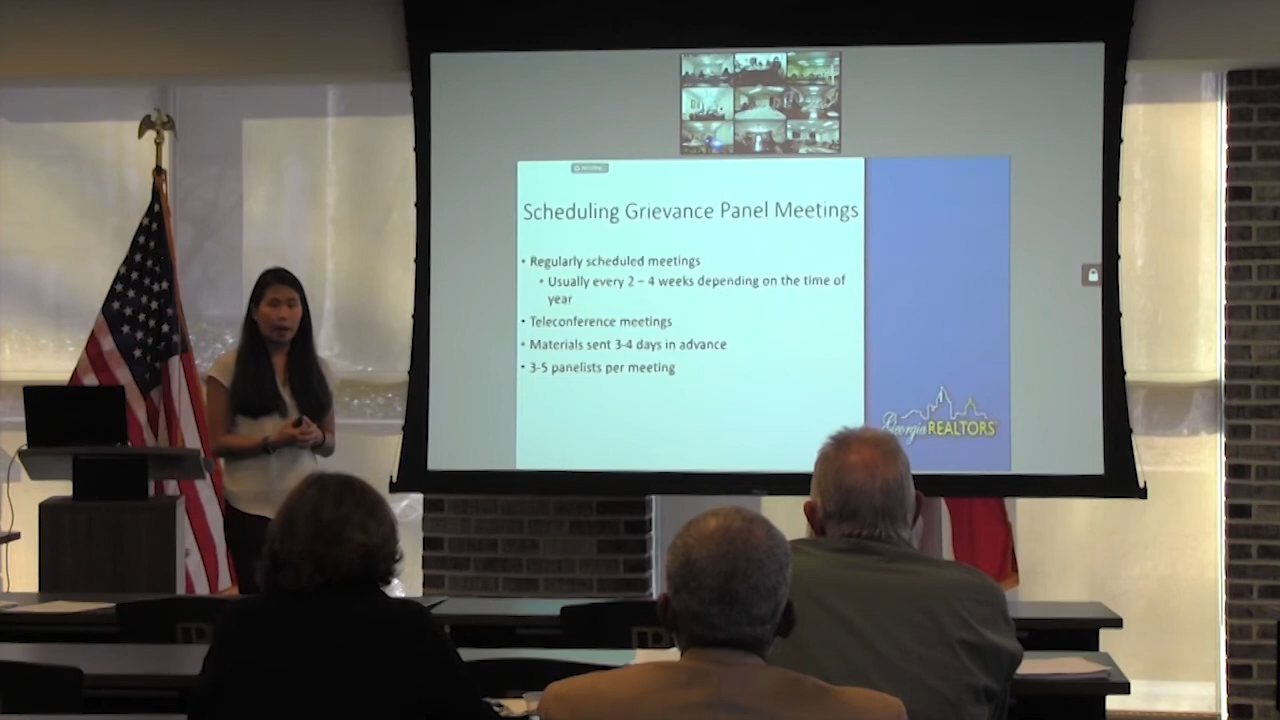 Scheduling Grievance Panel Meetings
• Regularly scheduled meetings
• Usually every 2 – 4 weeks depending on the time of
year
• Teleconference meetings
• Materials sent 3-4 days in advance
• 3-5 panelists per meeting
Georgia REALTORS